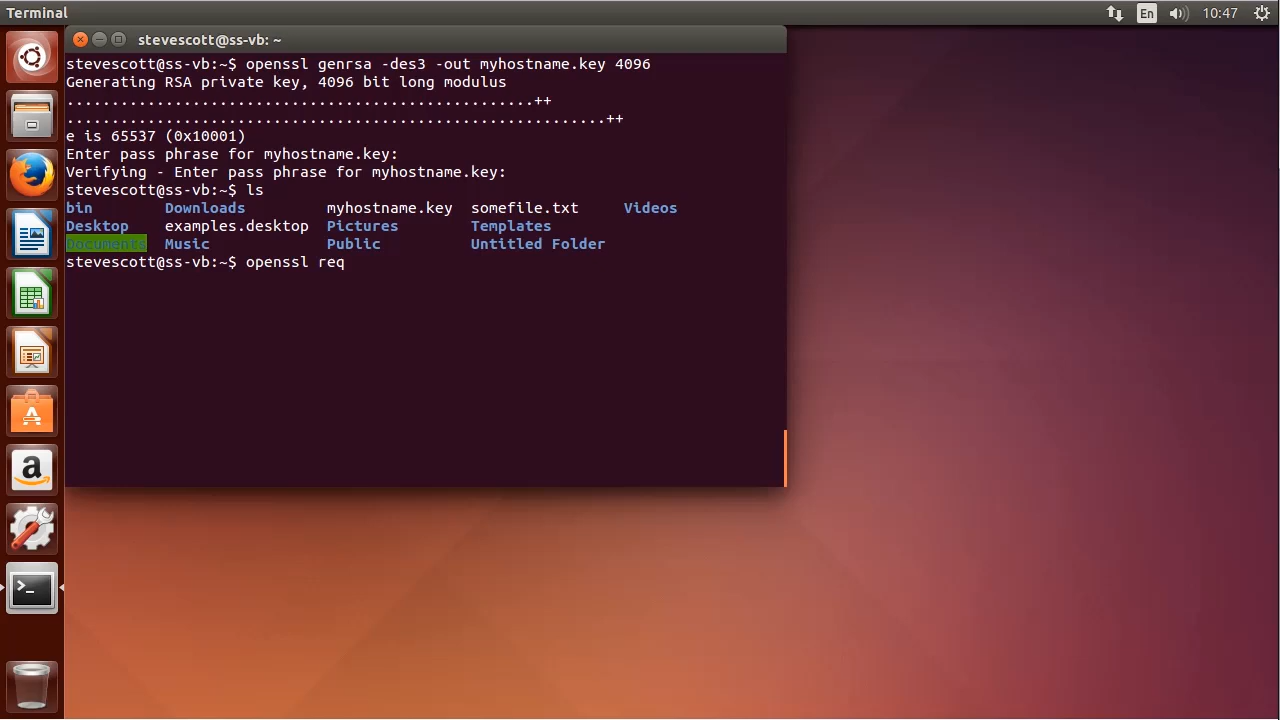 Terminal
En
10:47
stevescott@ss-vb: ~
stevescott@ss-vb:~$ openssl genrsa -des3 -out myhostname.key 4096
Generating RSA private key, 4096 bit long modulus
....................................................++
............................................................++
e is 65537 (0x10001)
Enter pass phrase for myhostname.key:
Verifying - Enter pass phrase for myhostname.key:
stevescott@ss-vb:~$ ls
bin Downloads myhostname.key somefile.txt Videos
Desktop examples.desktop Pictures Templates
Documents Music Public Untitled Folder
stevescott@ss-vb:~$ openssl req